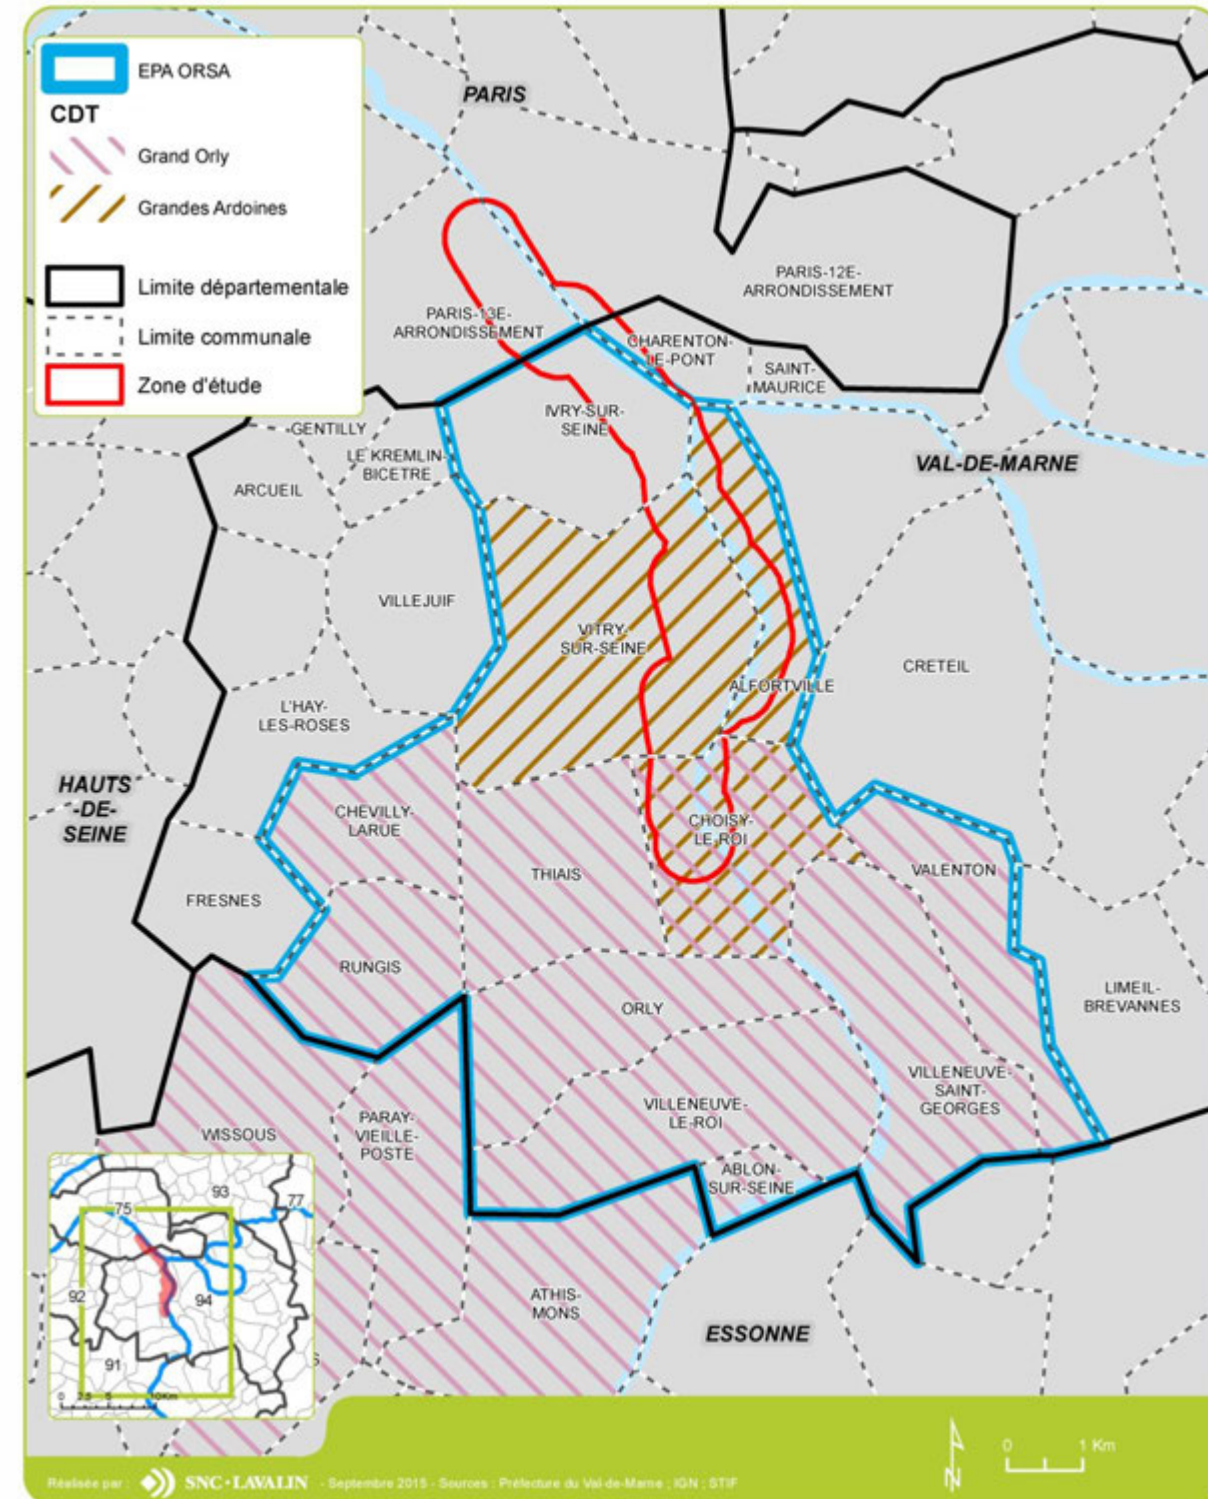 EPA ORSA
CDT
Grand Orly
Grandes Ardoines
Limite départementale
Limite communale
Zone d'étude
PARIS
PARIS-12E-
ARRONDISSEMENT
PARIS-13E-
ARRONDISSEMENT
CHARENTON-
LE-PONT
SAINT-
MAURICE
IVRY-SUR-
SEINE
GENTILLY
LE KREMLIN-
BICETRE
ARCUEIL
VAL-DE-MARNE
VILLEJUIF
VITRY-
SUR-SEINE
CRETEIL
ALFORTVILLE
L'HAY-
LES-ROSES
HAUTS
-DE-
SEINE
CHEVILLY-
LARUE
CHOISY-
LE-ROI
THIAIS
VALENTON
FRESNES
RUNGIS
ORLY
LIMEIL-
BREVANNES
VILLENEUVE-
SAINT-
GEORGES
VILLENEUVE-
LE-ROI
PARAY-
VIEILLE-
POSTE
WISSOUS
ABLON-
SUR-SEINE
ATHIS-
MONS
ESSONNE
93
75
77
92
94
91
S
0 2,5 5 10Km
0 1 Km
N
Réalisée par : SNC•LAVALIN - Septembre 2015 - Sources : Préfecture du Val-de-Marne ; IGN ; STIF